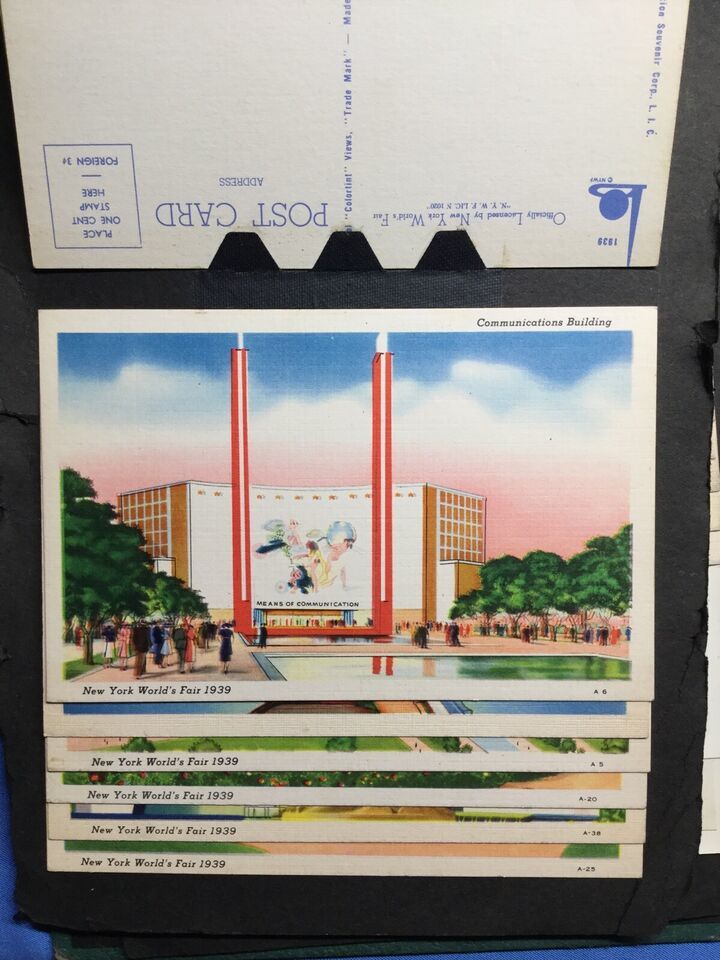 PLACE
ONE CENT
STAMP
HERE
—
FOREIGN 3¢
POST CARD
ADDRESS
"Colortint" Views, "Trade Mark" — Made
Officially Licensed by New York World's Fair
"N. Y. W. F. LIC. N 1020"
1939
© NYWF
Souvenir Corp., L. I. C.
Communications Building
MEANS OF COMMUNICATION
New York World's Fair 1939
A 6
New York World's Fair 1939
A 5
New York World's Fair 1939
A-20
New York World's Fair 1939
A-38
New York World's Fair 1939
A-25